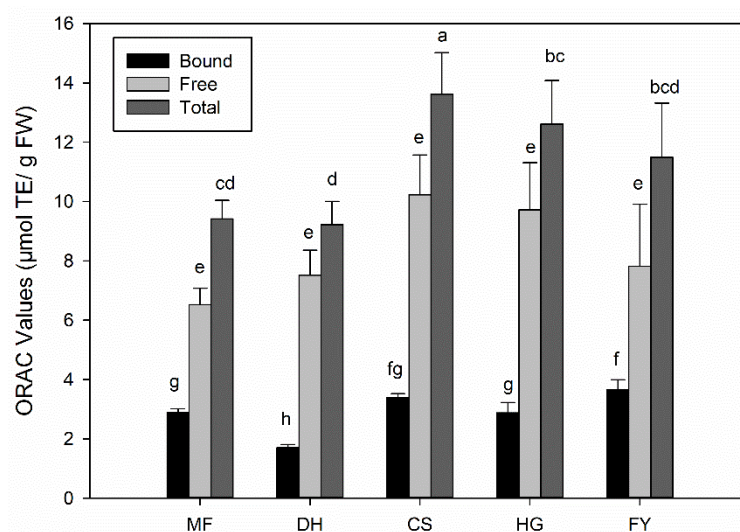 ORAC Values (µmol TE/ g FW)
16
14
12
10
8
6
4
2
0
Bound
Free
Total
g
e
cd
h
e
d
fg
e
a
g
e
bc
f
e
bcd
MF
DH
CS
HG
FY